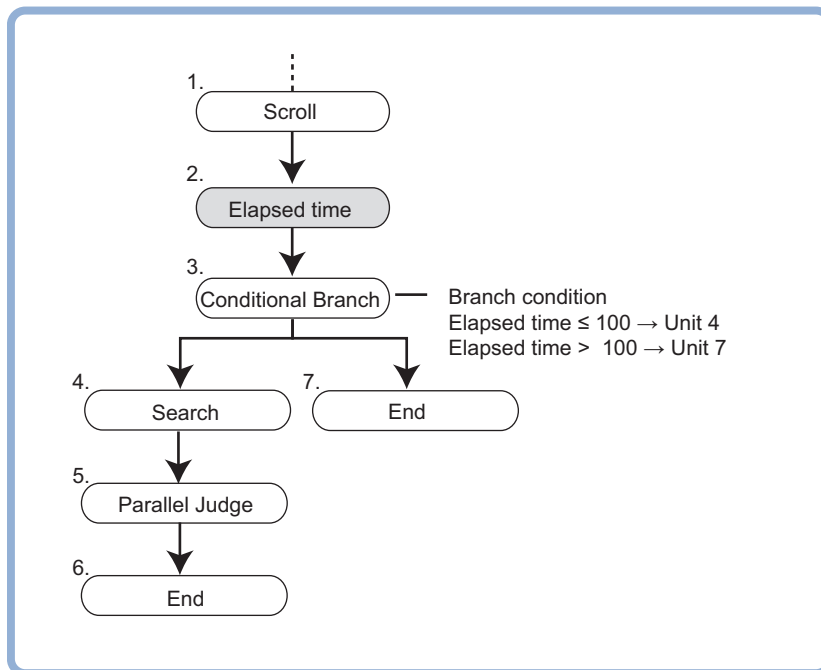 1.
Scroll
2.
Elapsed time
3.
Conditional Branch
Branch condition
Elapsed time ≤ 100 → Unit 4
Elapsed time > 100 → Unit 7
4.
Search
7.
End
5.
Parallel Judge
6.
End